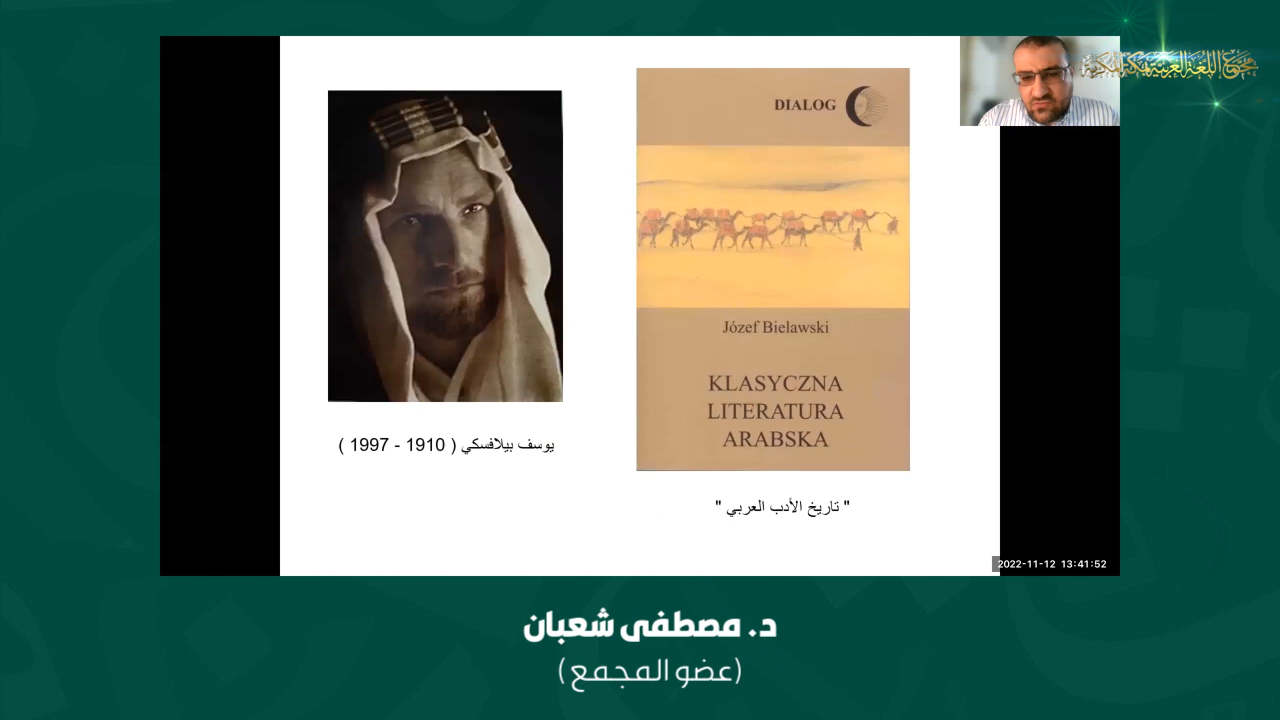 مجمع اللغة العربية بمكة المكرمة
DIALOG
Józef Bielawski
KLASYCZNA
LITERATURA
ARABSKA
يوسف بيلافسكي ( 1910 - 1997 )
" تاريخ الأدب العربي "
2022-11-12 13:41:52
د. مصطفى شعبان
(عضو المجمع)